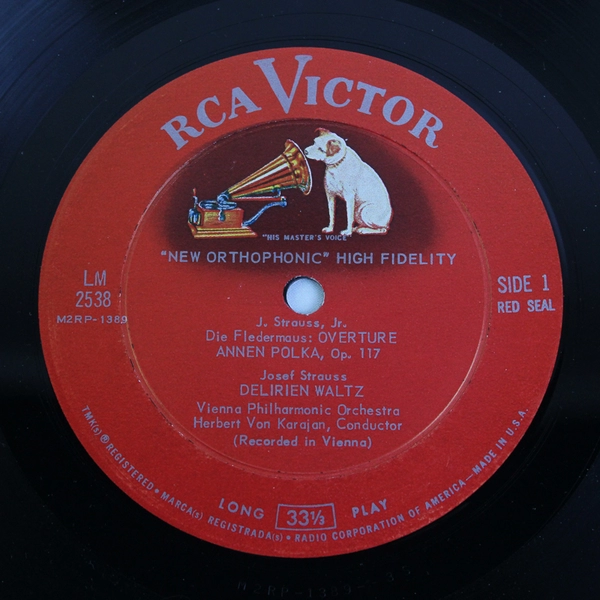 RCA VICTOR
"HIS MASTER'S VOICE"
"NEW ORTHOPHONIC" HIGH FIDELITY
LM
2538
M2RP-1389
SIDE 1
RED SEAL
J. Strauss, Jr.
Die Fledermaus: OVERTURE
ANNEN POLKA, Op. 117
Josef Strauss
DELIRIEN WALTZ
Vienna Philharmonic Orchestra
Herbert Von Karajan, Conductor
(Recorded in Vienna)
LONG 33⅓ PLAY
TMK(s) ® REGISTERED • MARCA(s) REGISTRADA(s) • RADIO CORPORATION OF AMERICA—MADE IN U.S.A.